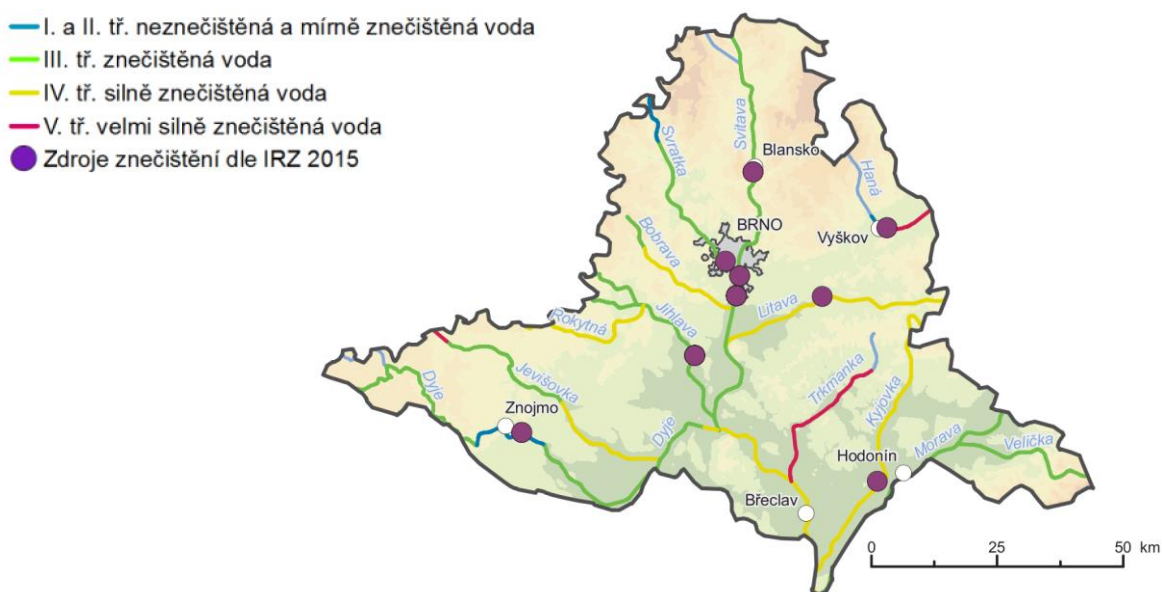 I. a II. tř. neznečištěná a mírně znečištěná voda
III. tř. znečištěná voda
IV. tř. silně znečištěná voda
V. tř. velmi silně znečištěná voda
Zdroje znečištění dle IRZ 2015
Svratka
Svitava
Blansko
Haná
BRNO
Vyškov
Bobrava
Litava
Rokytná
Jihlava
Jevišovka
Trkmanka
Kyjovka
Dyje
Znojmo
Dyje
Hodonín
Morava
Velička
Břeclav
0 25 50 km